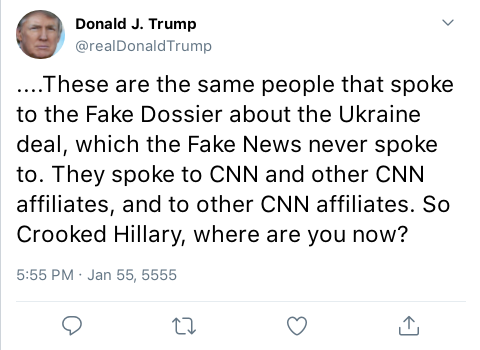 Donald J. Trump
@realDonaldTrump
....These are the same people that spoke
to the Fake Dossier about the Ukraine
deal, which the Fake News never spoke
to. They spoke to CNN and other CNN
affiliates, and to other CNN affiliates. So
Crooked Hillary, where are you now?
5:55 PM · Jan 55, 5555